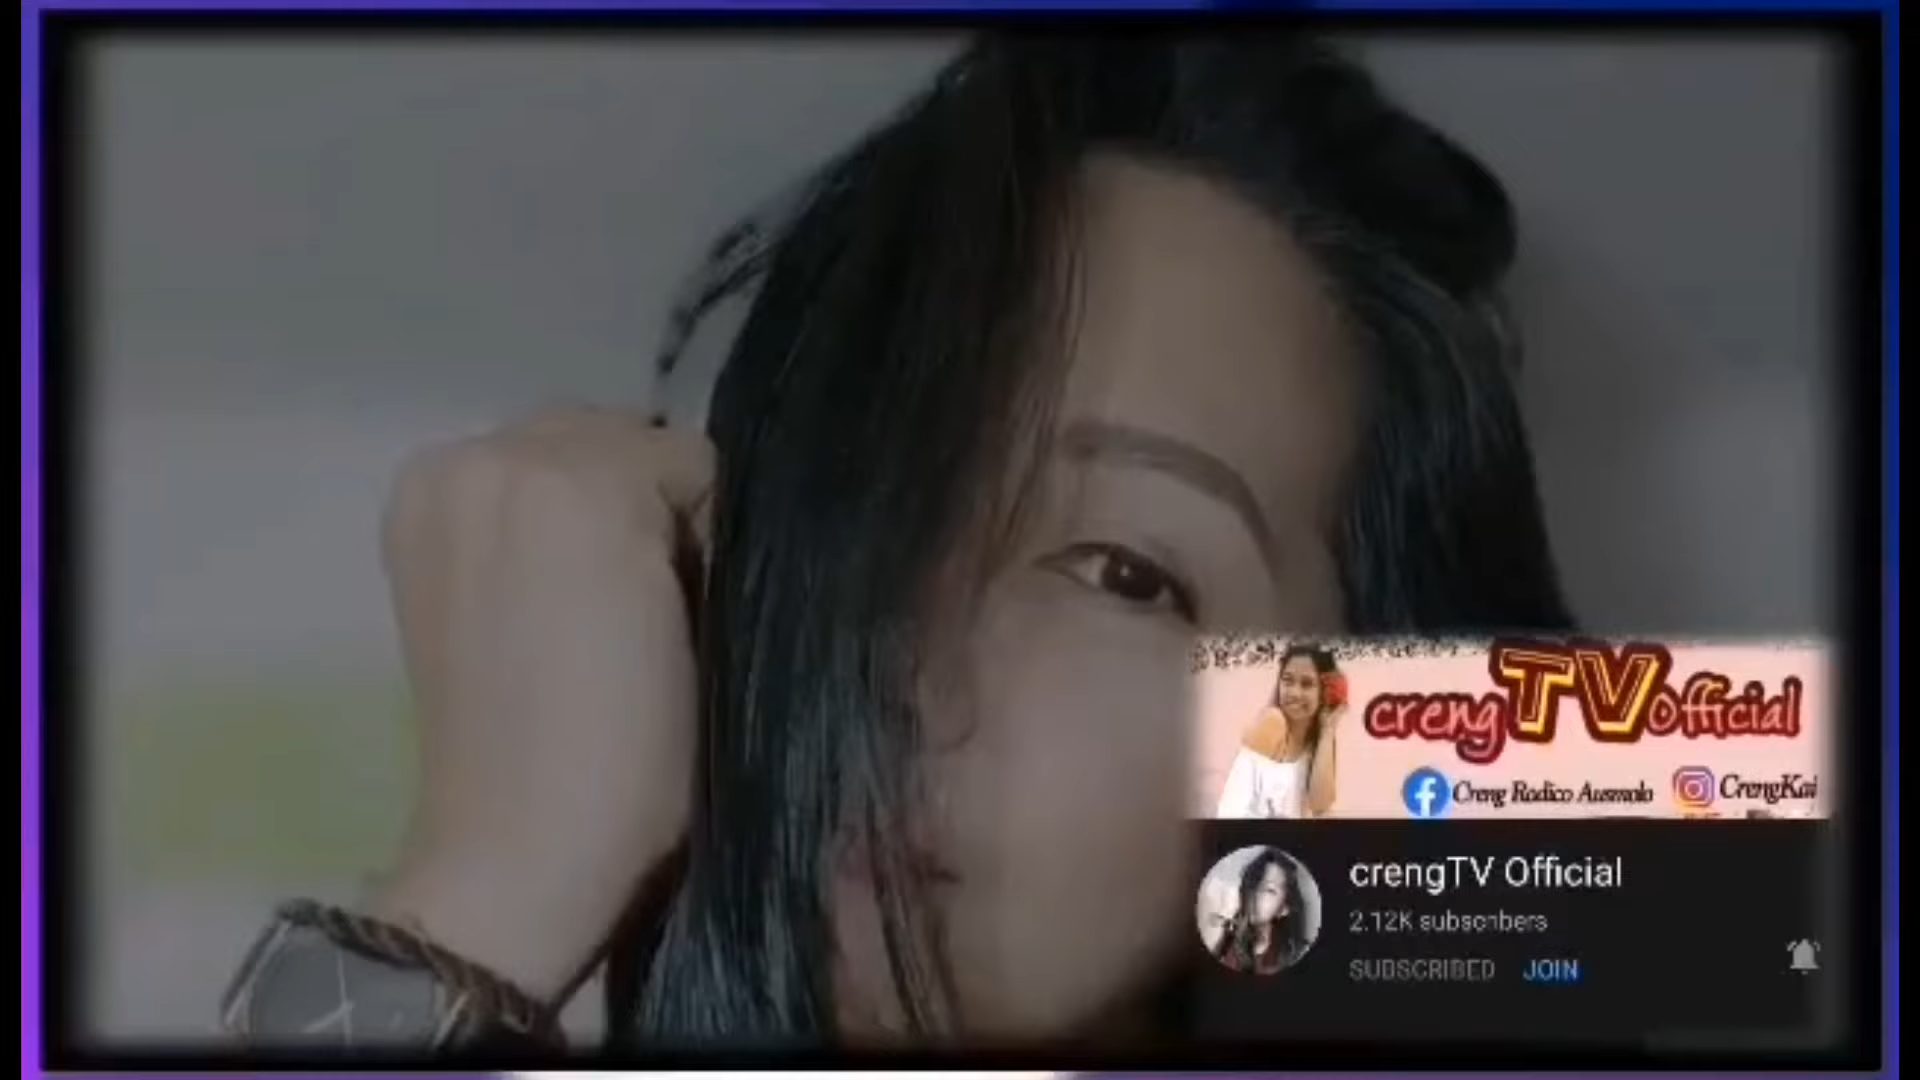 crengTVofficial
Creng Radico Ausmolo CrengKai
crengTV Official
2.12K subscribers
SUBSCRIBED JOIN